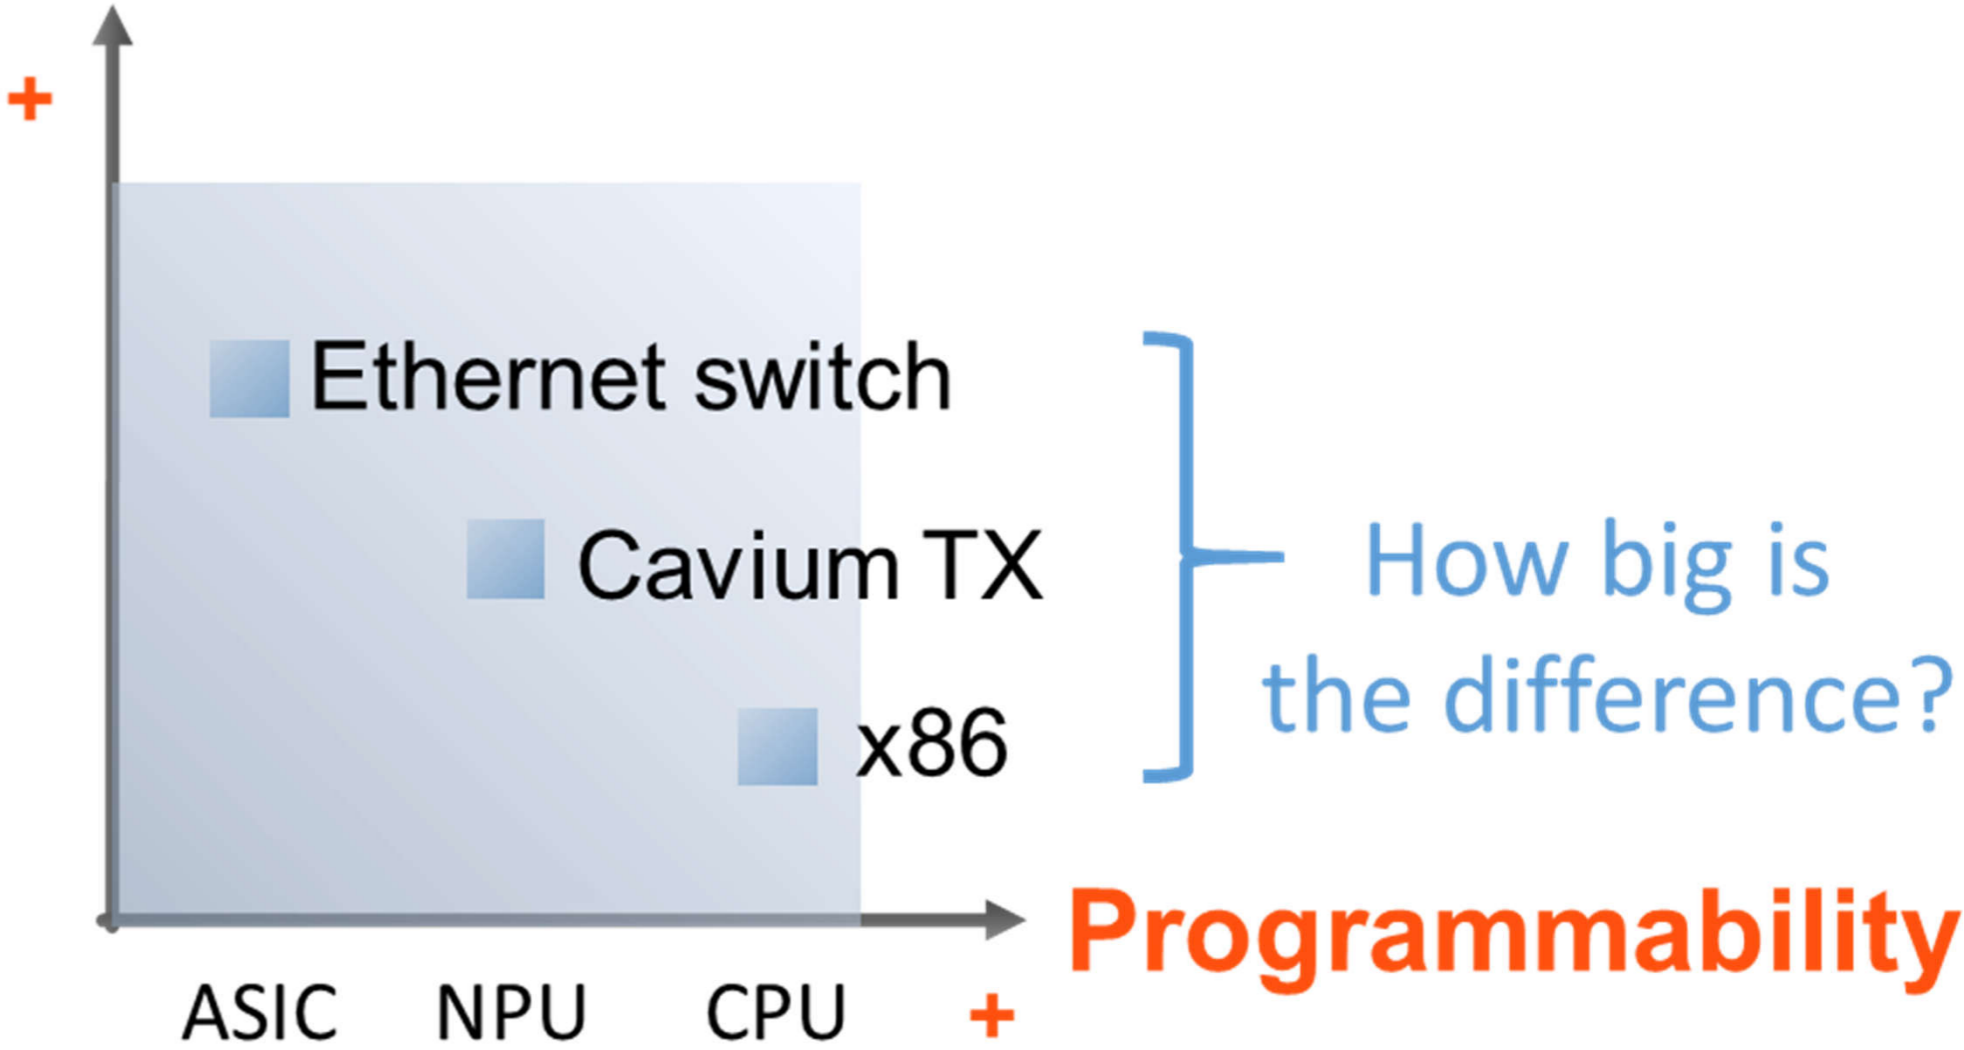 +
Ethernet switch
Cavium TX
x86
How big is
the difference?
Programmability
ASIC NPU CPU +